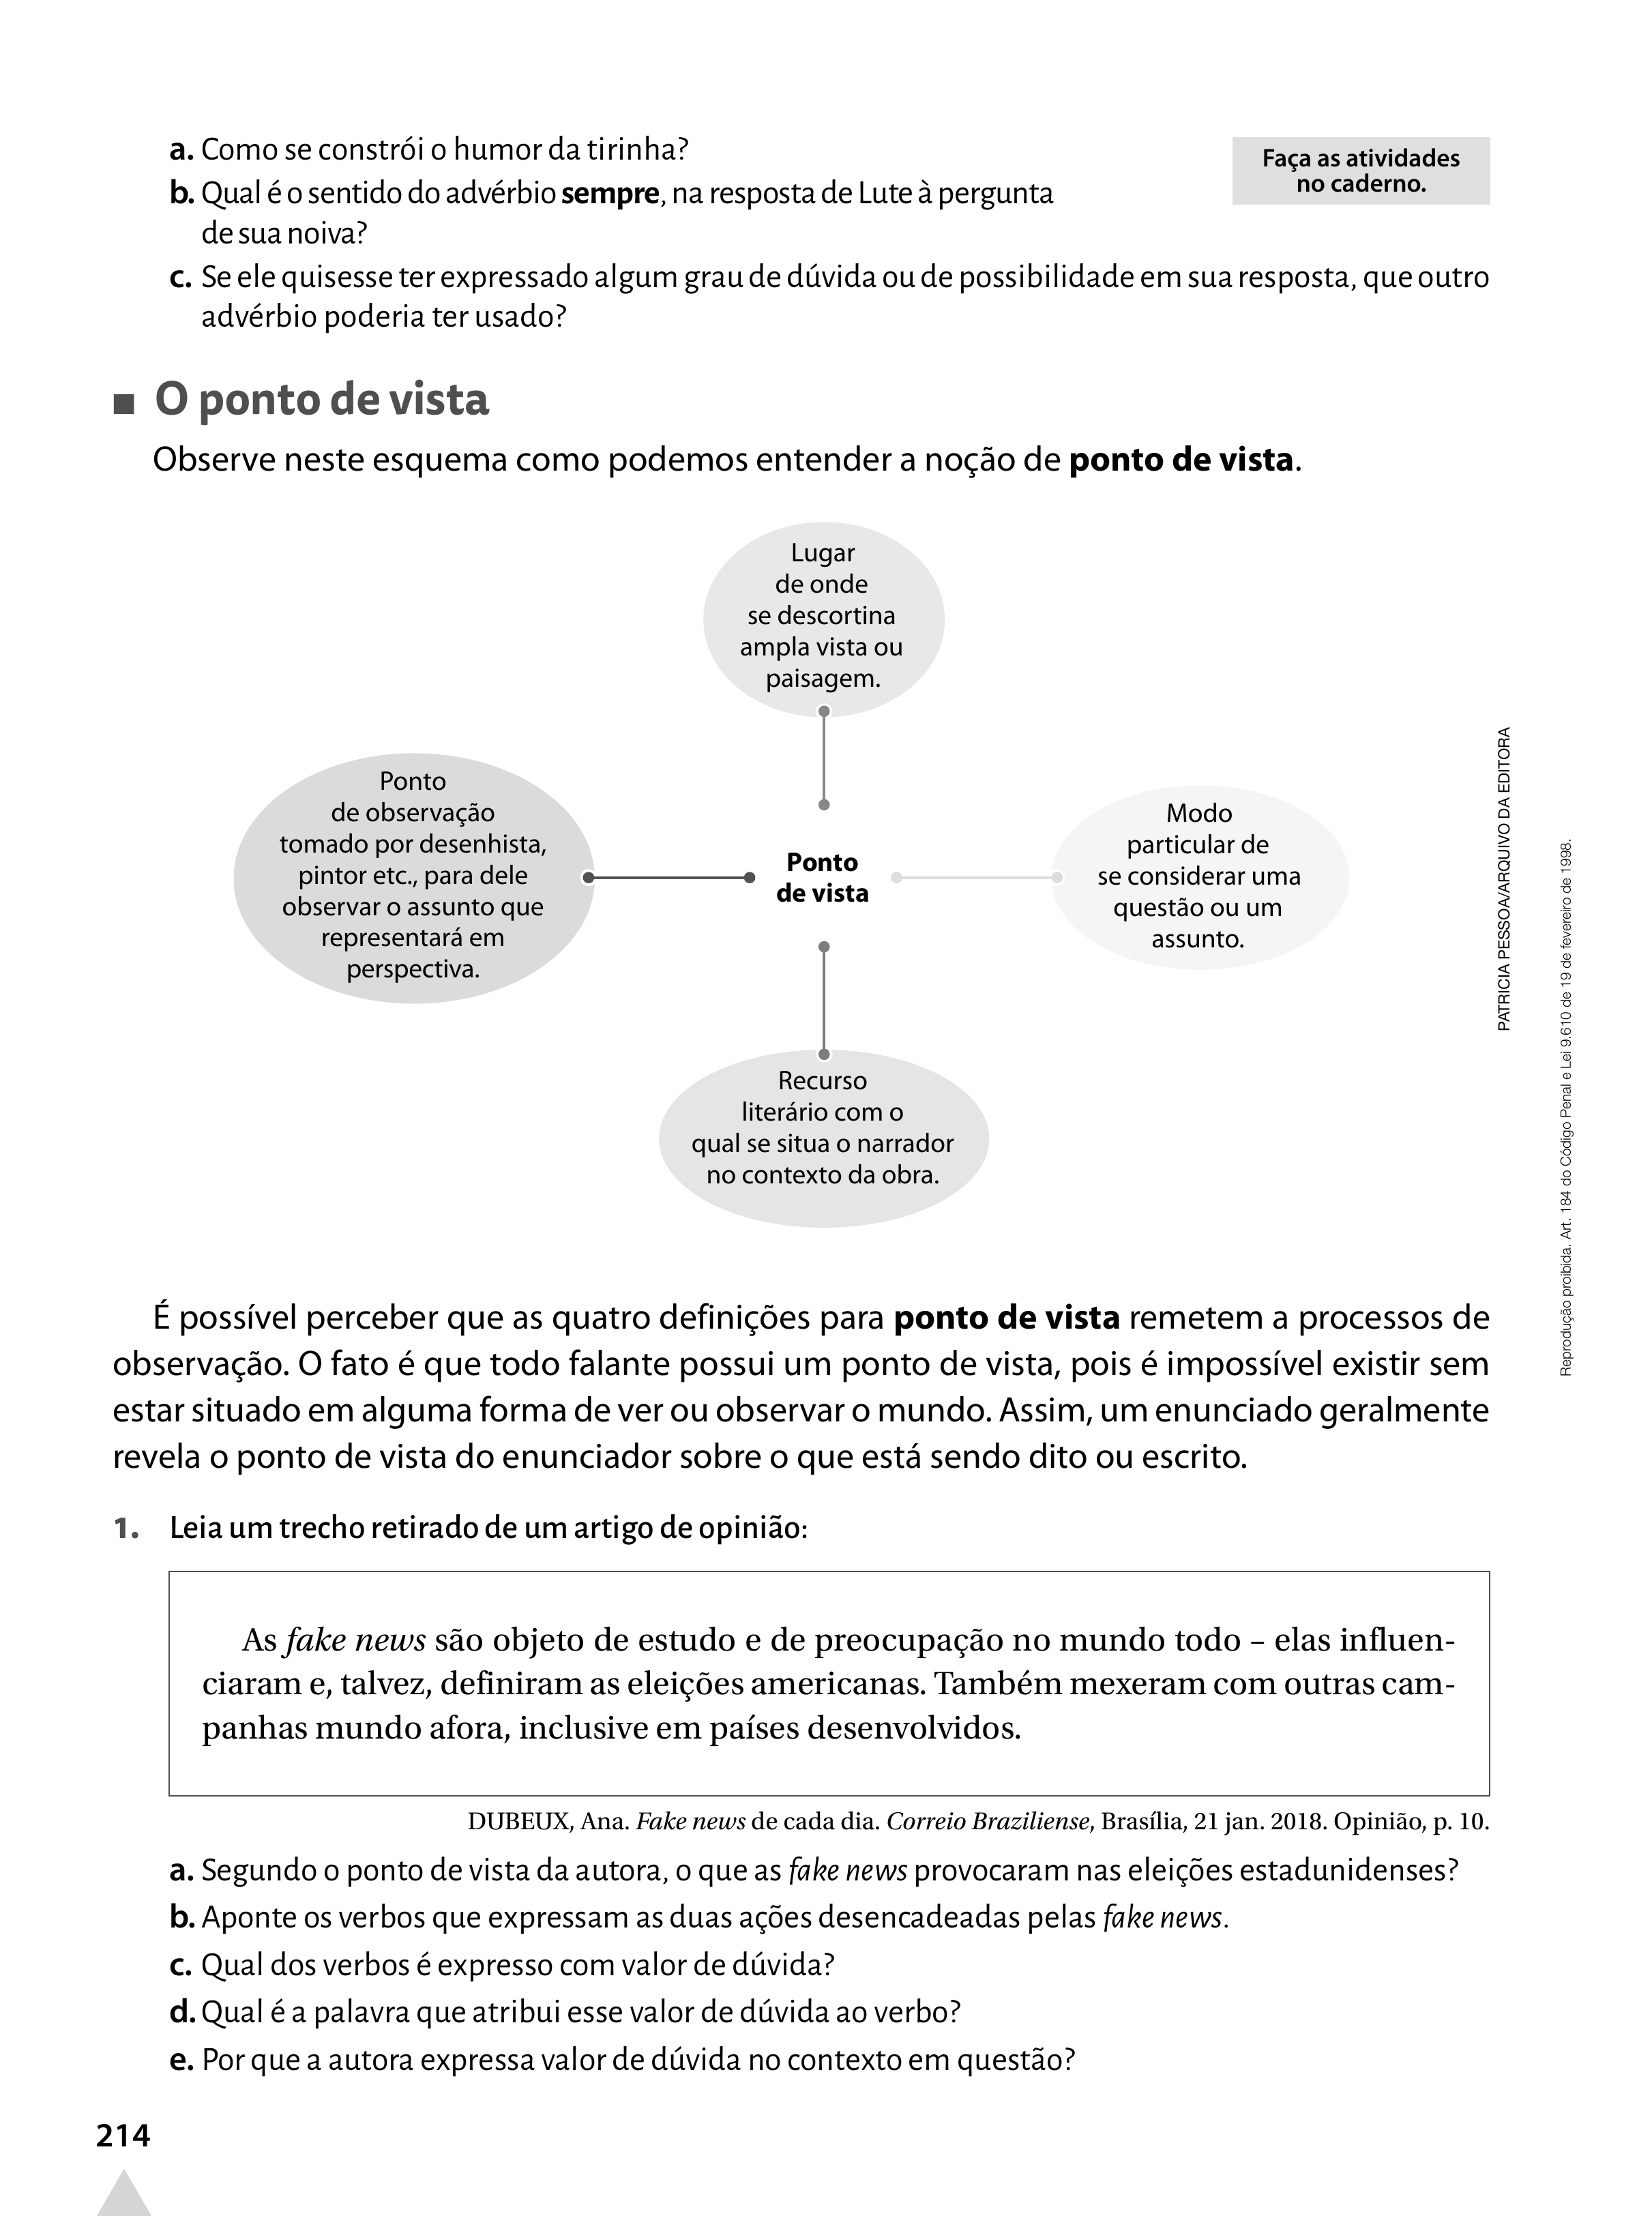 a. Como se constrói o humor da tirinha?
Faça as atividades
no caderno.
b. Qual é o sentido do advérbio sempre, na resposta de Lute à pergunta
de sua noiva?
c. Se ele quisesse ter expressado algum grau de dúvida ou de possibilidade em sua resposta, que outro
advérbio poderia ter usado?
■ O ponto de vista
Observe neste esquema como podemos entender a noção de ponto de vista.
Lugar
de onde
se descortina
ampla vista ou
paisagem.
Ponto
de observação
tomado por desenhista,
pintor etc., para dele
observar o assunto que
representará em
perspectiva.
Ponto
de vista
Modo
particular de
se considerar uma
questão ou um
assunto.
Recurso
literário com o
qual se situa o narrador
no contexto da obra.
PATRICIA PESSOA/ARQUIVO DA EDITORA
Reprodução proibida. Art. 184 do Código Penal e Lei 9.610 de 19 de fevereiro de 1998.
É possível perceber que as quatro definições para ponto de vista remetem a processos de
observação. O fato é que todo falante possui um ponto de vista, pois é impossível existir sem
estar situado em alguma forma de ver ou observar o mundo. Assim, um enunciado geralmente
revela o ponto de vista do enunciador sobre o que está sendo dito ou escrito.
1. Leia um trecho retirado de um artigo de opinião:
As fake news são objeto de estudo e de preocupação no mundo todo – elas influen-
ciaram e, talvez, definiram as eleições americanas. Também mexeram com outras cam-
panhas mundo afora, inclusive em países desenvolvidos.
DUBEUX, Ana. Fake news de cada dia. Correio Braziliense, Brasília, 21 jan. 2018. Opinião, p. 10.
a. Segundo o ponto de vista da autora, o que as fake news provocaram nas eleições estadunidenses?
b. Aponte os verbos que expressam as duas ações desencadeadas pelas fake news.
c. Qual dos verbos é expresso com valor de dúvida?
d. Qual é a palavra que atribui esse valor de dúvida ao verbo?
e. Por que a autora expressa valor de dúvida no contexto em questão?
214